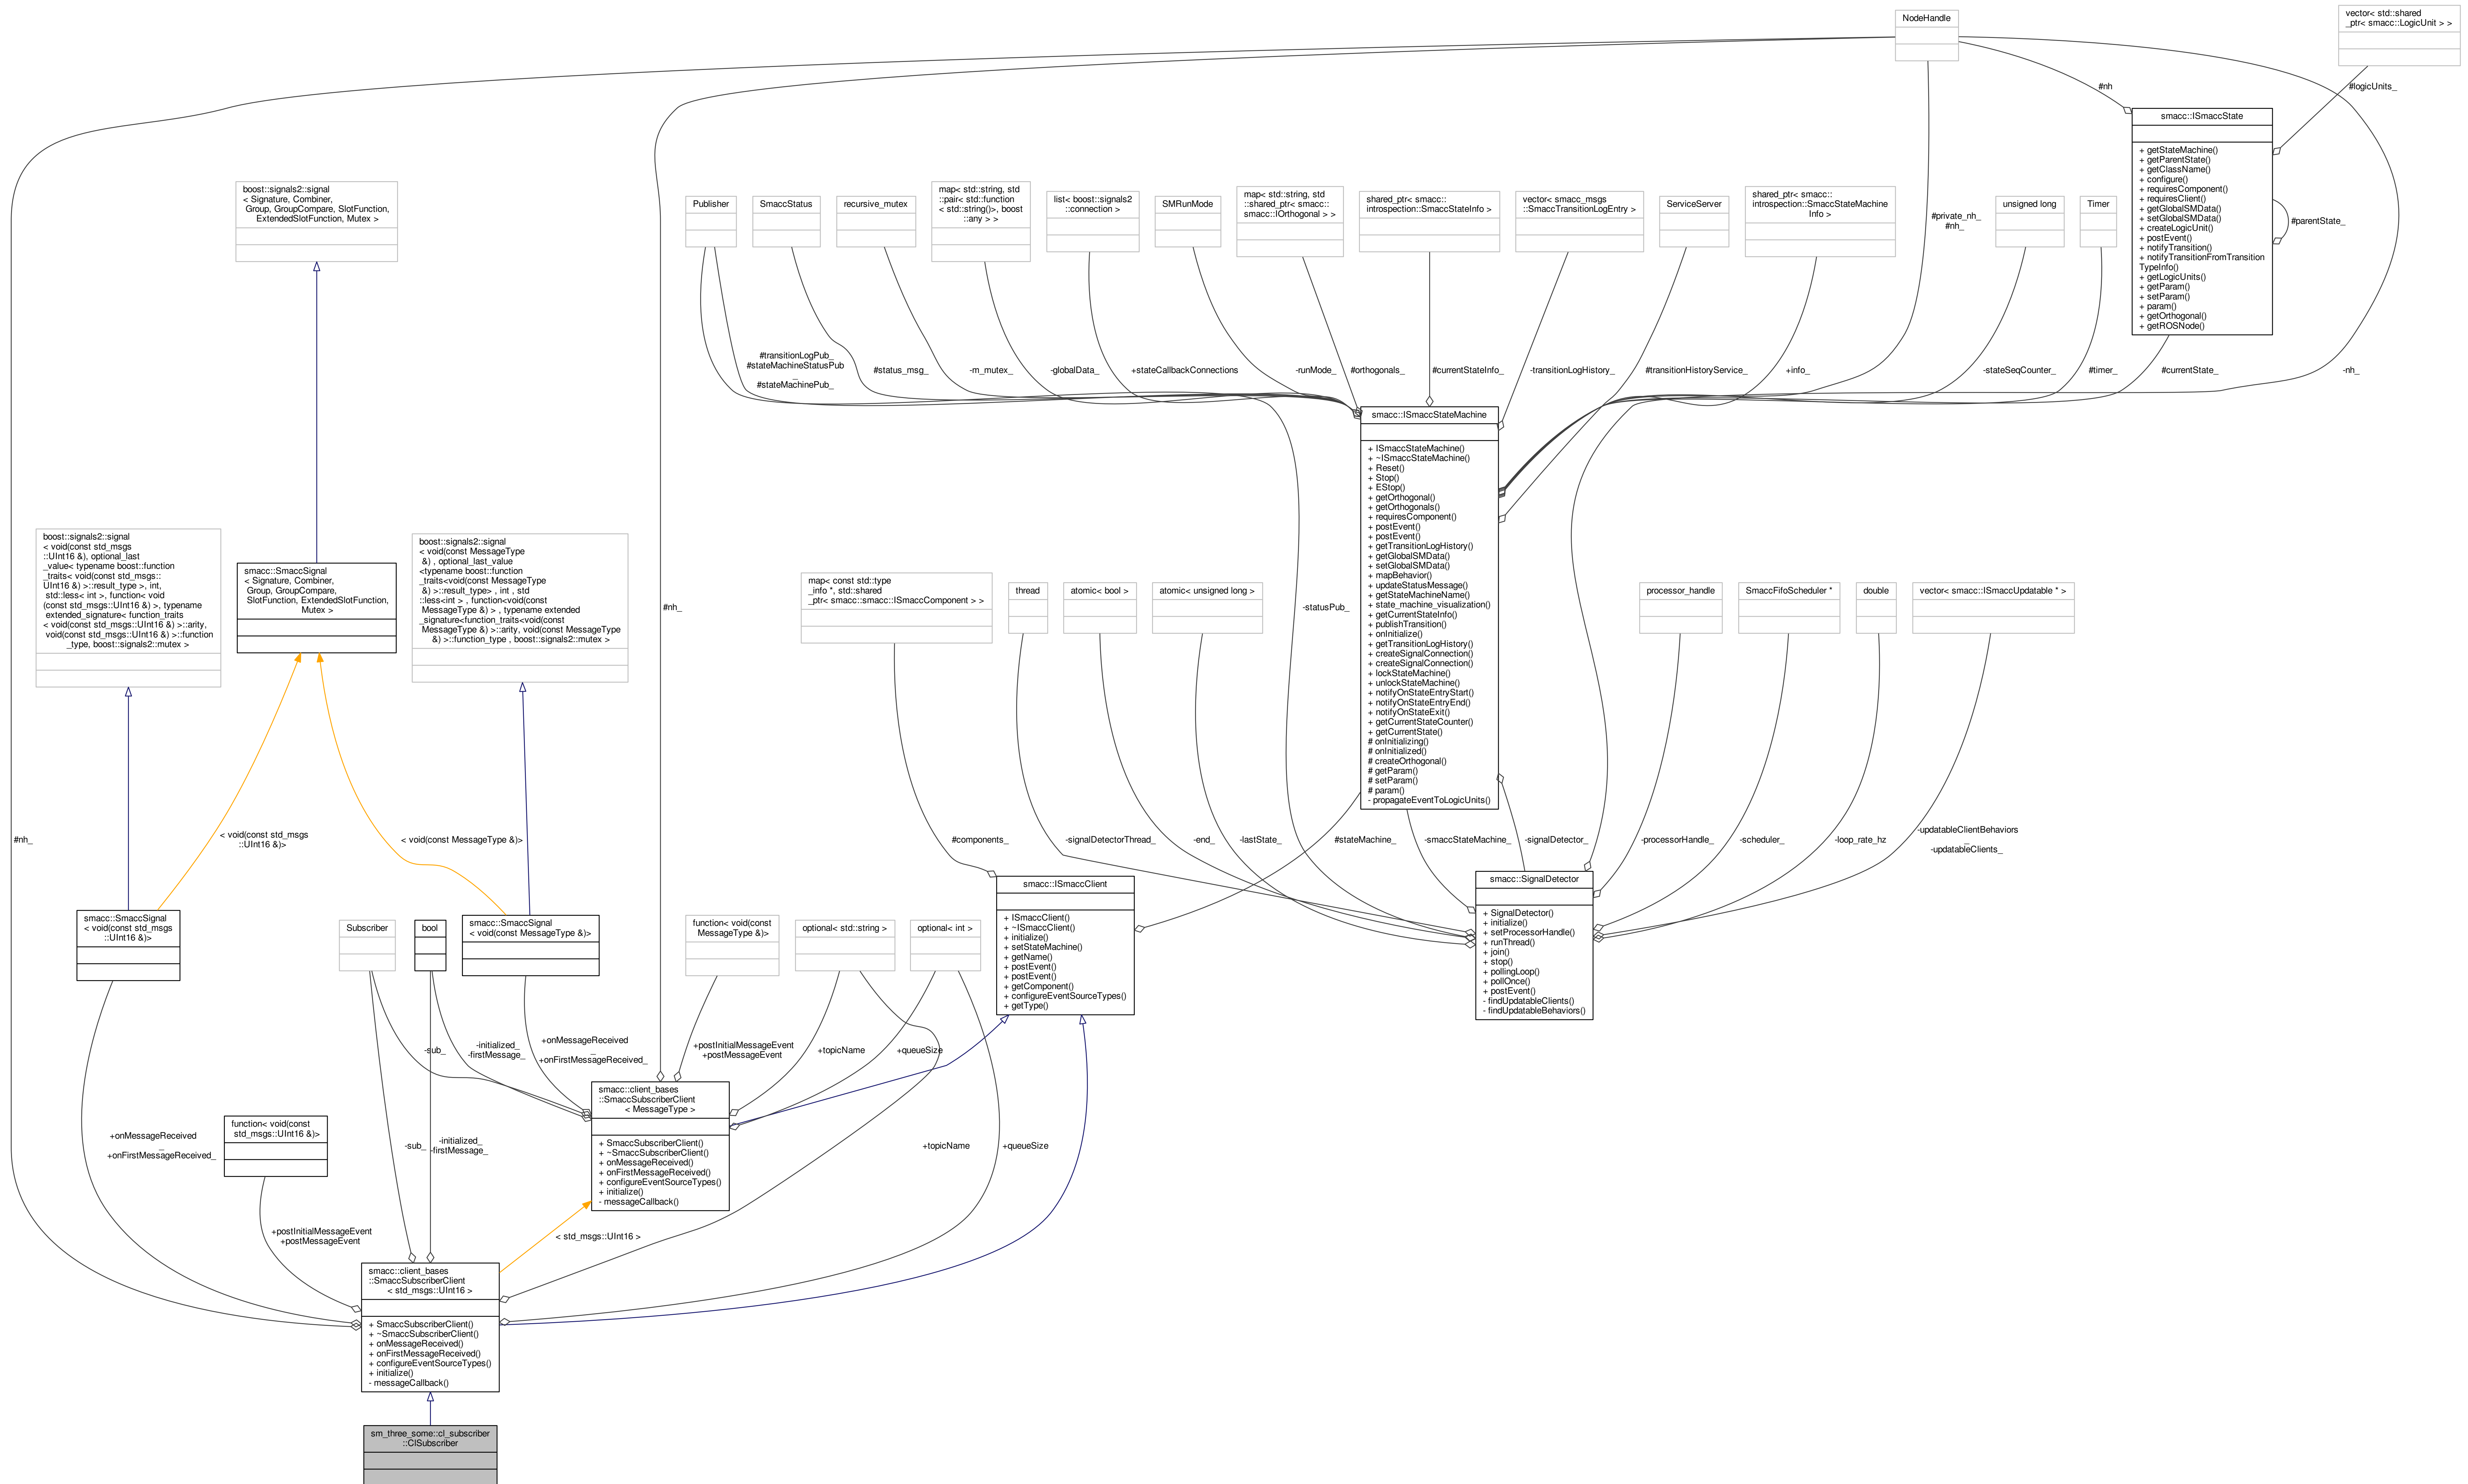 NodeHandle
vector< std::shared
_ptr< smacc::LogicUnit > >
#nh
#logicUnits_
smacc::ISmaccState
+ getStateMachine()
+ getParentState()
+ getClassName()
+ configure()
+ requiresComponent()
+ requiresClient()
+ getGlobalSMData()
+ setGlobalSMData()
+ createLogicUnit()
+ postEvent()
+ notifyTransition()
+ notifyTransitionFromTransition
TypeInfo()
+ getLogicUnits()
+ getParam()
+ setParam()
+ param()
+ getOrthogonal()
+ getROSNode()
#parentState_
boost::signals2::signal
< Signature, Combiner,
Group, GroupCompare, SlotFunction,
ExtendedSlotFunction, Mutex >
Publisher
SmaccStatus
recursive_mutex
map< std::string, std
::pair< std::function
< std::string()>, boost
::any > >
list< boost::signals2
::connection >
SMRunMode
map< std::string, std
::shared_ptr< smacc::
smacc::IOrthogonal > >
shared_ptr< smacc::
introspection::SmaccStateInfo >
vector< smacc_msgs
::SmaccTransitionLogEntry >
ServiceServer
shared_ptr< smacc::
introspection::SmaccStateMachine
Info >
#private_nh_
#nh_
unsigned long
Timer
#transitionLogPub_
#stateMachineStatusPub
_
#stateMachinePub_
#status_msg_
-m_mutex_
-globalData_
+stateCallbackConnections
-runMode_
#orthogonals_
#currentStateInfo_
-transitionLogHistory_
#transitionHistoryService_
+info_
-stateSeqCounter_
#timer_
#currentState_
-nh_
smacc::ISmaccStateMachine
+ ISmaccStateMachine()
+ ~ISmaccStateMachine()
+ Reset()
+ Stop()
+ EStop()
+ getOrthogonal()
+ getOrthogonals()
+ requiresComponent()
+ postEvent()
+ postEvent()
+ getTransitionLogHistory()
+ getGlobalSMData()
+ setGlobalSMData()
+ mapBehavior()
+ updateStatusMessage()
+ getStateMachineName()
+ state_machine_visualization()
+ getCurrentStateInfo()
+ publishTransition()
+ onInitialize()
+ getTransitionLogHistory()
+ createSignalConnection()
+ createSignalConnection()
+ lockStateMachine()
+ unlockStateMachine()
+ notifyOnStateEntryStart()
+ notifyOnStateEntryEnd()
+ notifyOnStateExit()
+ getCurrentStateCounter()
+ getCurrentState()
# onInitializing()
# onInitialized()
# createOrthogonal()
# getParam()
# setParam()
# param()
- propagateEventToLogicUnits()
boost::signals2::signal
< void(const std_msgs
::UInt16 &), optional_last
_value< typename boost::function
_traits< void(const std_msgs::
UInt16 &) >::result_type >, int,
std::less< int >, function< void
(const std_msgs::UInt16 &) >, typename
extended_signature< function_traits
< void(const std_msgs::UInt16 &) >::arity,
void(const std_msgs::UInt16 &) >::function
_type, boost::signals2::mutex >
smacc::SmaccSignal
< Signature, Combiner,
Group, GroupCompare,
SlotFunction, ExtendedSlotFunction,
Mutex >
boost::signals2::signal
< void(const MessageType
&) , optional_last_value
<typename boost::function
_traits<void(const MessageType
&) >::result_type> , int , std
::less<int > , function<void(const
MessageType &) > , typename extended
_signature<function_traits<void(const
MessageType &) >::arity, void(const MessageType
&) >::function_type , boost::signals2::mutex >
#nh_
-statusPub_
map< const std::type
_info *, std::shared
_ptr< smacc::smacc::ISmaccComponent > >
thread
atomic< bool >
atomic< unsigned long >
processor_handle
SmaccFifoScheduler *
double
vector< smacc::ISmaccUpdatable * >
#nh_
< void(const std_msgs
::UInt16 &)>
< void(const MessageType &)>
#components_
-signalDetectorThread_
-end_
-lastState_
#stateMachine_
-smaccStateMachine_
-signalDetector_
-processorHandle_
-scheduler_
-loop_rate_hz
-updatableClientBehaviors
_
-updatableClients_
smacc::SmaccSignal
< void(const std_msgs
::UInt16 &)>
Subscriber
bool
smacc::SmaccSignal
< void(const MessageType &)>
function< void(const
MessageType &)>
optional< std::string >
optional< int >
smacc::ISmaccClient
+ ISmaccClient()
+ ~ISmaccClient()
+ initialize()
+ setStateMachine()
+ getName()
+ postEvent()
+ postEvent()
+ getComponent()
+ configureEventSourceTypes()
+ getType()
smacc::SignalDetector
+ SignalDetector()
+ initialize()
+ setProcessorHandle()
+ runThread()
+ join()
+ stop()
+ pollingLoop()
+ pollOnce()
+ postEvent()
- findUpdatableClients()
- findUpdatableBehaviors()
-sub_
-initialized_
-firstMessage_
+onMessageReceived
_
+onFirstMessageReceived_
+postInitialMessageEvent
+postMessageEvent
+topicName
+queueSize
smacc::client_bases
::SmaccSubscriberClient
< MessageType >
+ SmaccSubscriberClient()
+ ~SmaccSubscriberClient()
+ onMessageReceived()
+ onFirstMessageReceived()
+ configureEventSourceTypes()
+ initialize()
- messageCallback()
function< void(const
std_msgs::UInt16 &)>
+onMessageReceived
_
+onFirstMessageReceived_
-sub_
-initialized_
-firstMessage_
+topicName
+queueSize
+postInitialMessageEvent
+postMessageEvent
< std_msgs::UInt16 >
smacc::client_bases
::SmaccSubscriberClient
< std_msgs::UInt16 >
+ SmaccSubscriberClient()
+ ~SmaccSubscriberClient()
+ onMessageReceived()
+ onFirstMessageReceived()
+ configureEventSourceTypes()
+ initialize()
- messageCallback()
sm_three_some::cl_subscriber
::ClSubscriber